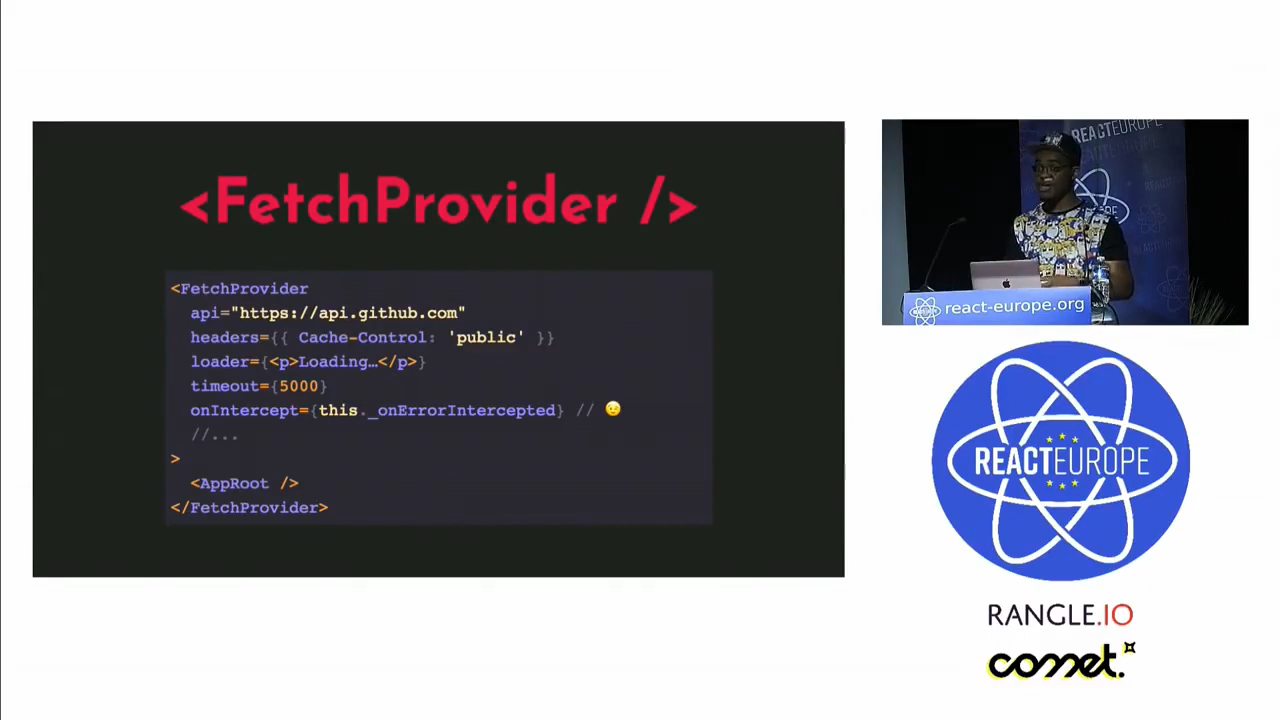 <FetchProvider />
<FetchProvider
api="https://api.github.com"
headers={{ Cache-Control: 'public' }}
loader={<p>Loading…</p>}
timeout={5000}
onIntercept={this._onErrorIntercepted} // 😉
//...
>
<AppRoot />
</FetchProvider>
REACTEUROPE
REACTEUROPE
react-europe.org
REACTEUROPE
RANGLE.IO
comet.